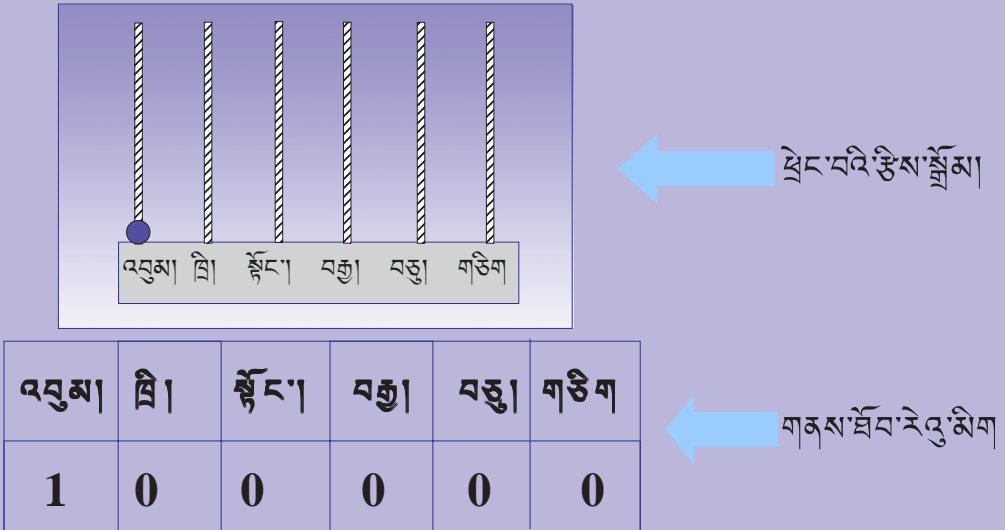 ཕྲེང་བའི་རྩིས་སྒྲོམ།
འབུམ། ཁྲི། སྟོང་། བརྒྱ། བཅུ། གཅིག
འབུམ། ཁྲི། སྟོང་། བརྒྱ། བཅུ། གཅིག
གནས་ཐོབ་རེའུ་མིག
1 0 0 0 0 0